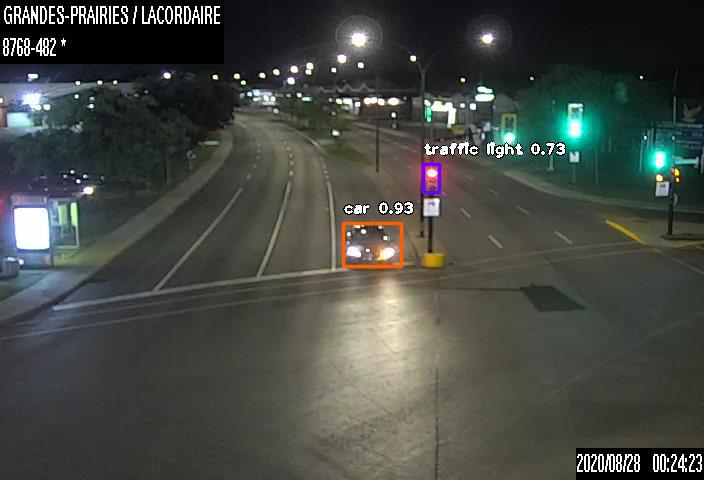 GRANDES-PRAIRIES / LACORDAIRE
8768-482 *
traffic light 0.73
car 0.93
2020/08/28 00:24:23